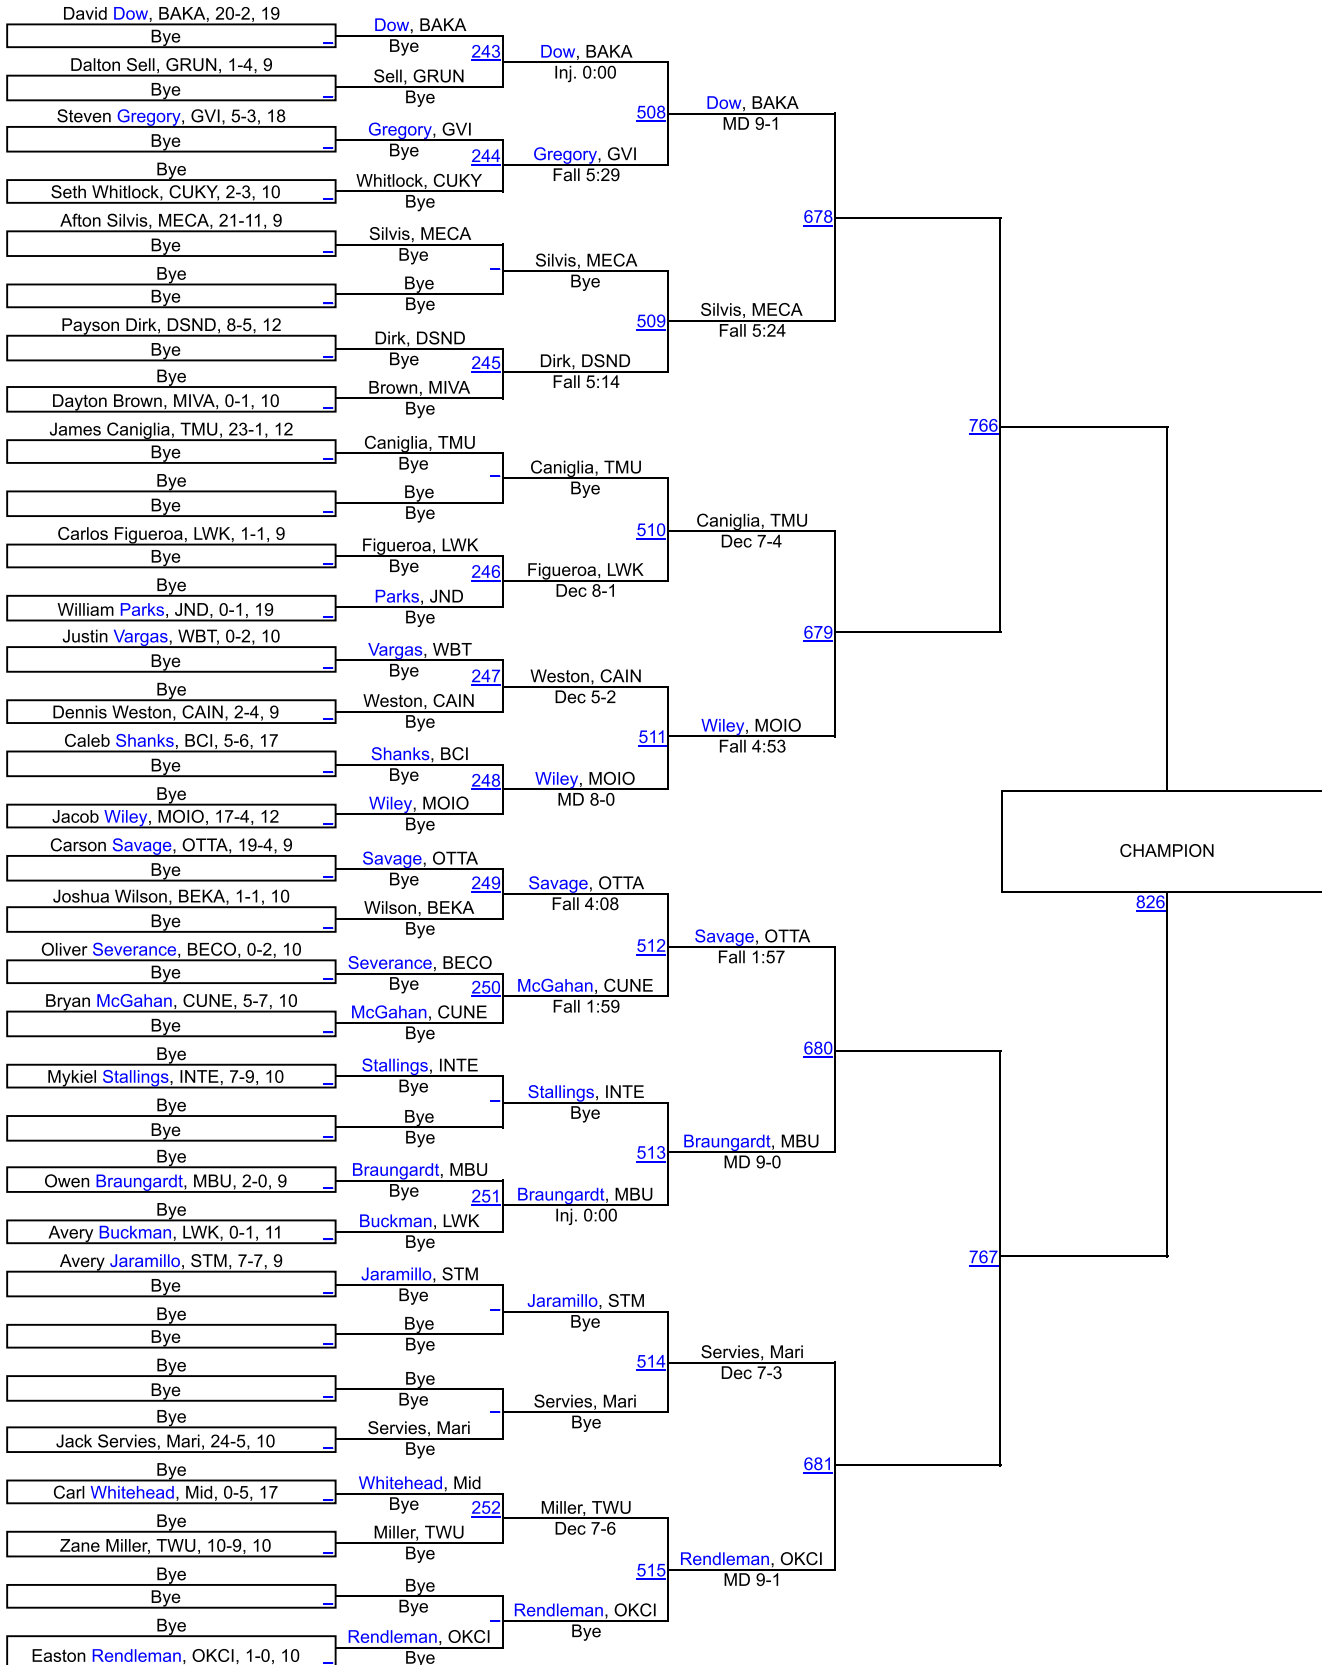 David Dow, BAKA, 20-2, 19
Bye
Dalton Sell, GRUN, 1-4, 9
Bye
Steven Gregory, GVI, 5-3, 18
Bye
Bye
Seth Whitlock, CUKY, 2-3, 10
Afton Silvis, MECA, 21-11, 9
Bye
Bye
Bye
Payson Dirk, DSND, 8-5, 12
Bye
Bye
Dayton Brown, MIVA, 0-1, 10
James Caniglia, TMU, 23-1, 12
Bye
Bye
Bye
Carlos Figueroa, LWK, 1-1, 9
Bye
Bye
William Parks, JND, 0-1, 19
Justin Vargas, WBT, 0-2, 10
Bye
Bye
Dennis Weston, CAIN, 2-4, 9
Caleb Shanks, BCI, 5-6, 17
Bye
Bye
Jacob Wiley, MOIO, 17-4, 12
Carson Savage, OTTA, 19-4, 9
Bye
Joshua Wilson, BEKA, 1-1, 10
Bye
Oliver Severance, BECO, 0-2, 10
Bye
Bryan McGahan, CUNE, 5-7, 10
Bye
Bye
Mykiel Stallings, INTE, 7-9, 10
Bye
Bye
Bye
Owen Braungardt, MBU, 2-0, 9
Bye
Avery Buckman, LWK, 0-1, 11
Avery Jaramillo, STM, 7-7, 9
Bye
Bye
Bye
Bye
Bye
Bye
Jack Servies, Mari, 24-5, 10
Bye
Carl Whitehead, Mid, 0-5, 17
Bye
Zane Miller, TWU, 10-9, 10
Bye
Bye
Bye
Easton Rendleman, OKCI, 1-0, 10
Dow, BAKA
Bye
243
Sell, GRUN
Bye
Gregory, GVI
Bye
244
Whitlock, CUKY
Bye
Silvis, MECA
Bye
Bye
Bye
Dirk, DSND
Bye
245
Brown, MIVA
Bye
Caniglia, TMU
Bye
Bye
Bye
Figueroa, LWK
Bye
246
Parks, JND
Bye
Vargas, WBT
Bye
247
Weston, CAIN
Bye
Shanks, BCI
Bye
248
Wiley, MOIO
Bye
Savage, OTTA
Bye
249
Wilson, BEKA
Bye
Severance, BECO
Bye
250
McGahan, CUNE
Bye
Stallings, INTE
Bye
Bye
Bye
Braungardt, MBU
Bye
251
Buckman, LWK
Bye
Jaramillo, STM
Bye
Bye
Bye
Bye
Bye
Servies, Mari
Bye
Whitehead, Mid
Bye
252
Miller, TWU
Bye
Bye
Bye
Rendleman, OKCI
Bye
Dow, BAKA
Inj. 0:00
508
Gregory, GVI
Fall 5:29
Silvis, MECA
Bye
509
Dirk, DSND
Fall 5:14
Caniglia, TMU
Bye
510
Figueroa, LWK
Dec 8-1
Weston, CAIN
Dec 5-2
511
Wiley, MOIO
MD 8-0
Savage, OTTA
Fall 4:08
512
McGahan, CUNE
Fall 1:59
Stallings, INTE
Bye
513
Braungardt, MBU
Inj. 0:00
Jaramillo, STM
Bye
514
Servies, Mari
Bye
Miller, TWU
Dec 7-6
515
Rendleman, OKCI
Bye
Dow, BAKA
MD 9-1
678
Silvis, MECA
Fall 5:24
Caniglia, TMU
Dec 7-4
679
Wiley, MOIO
Fall 4:53
Savage, OTTA
Fall 1:57
680
Braungardt, MBU
MD 9-0
Servies, Mari
Dec 7-3
681
Rendleman, OKCI
MD 9-1
766
767
CHAMPION
826